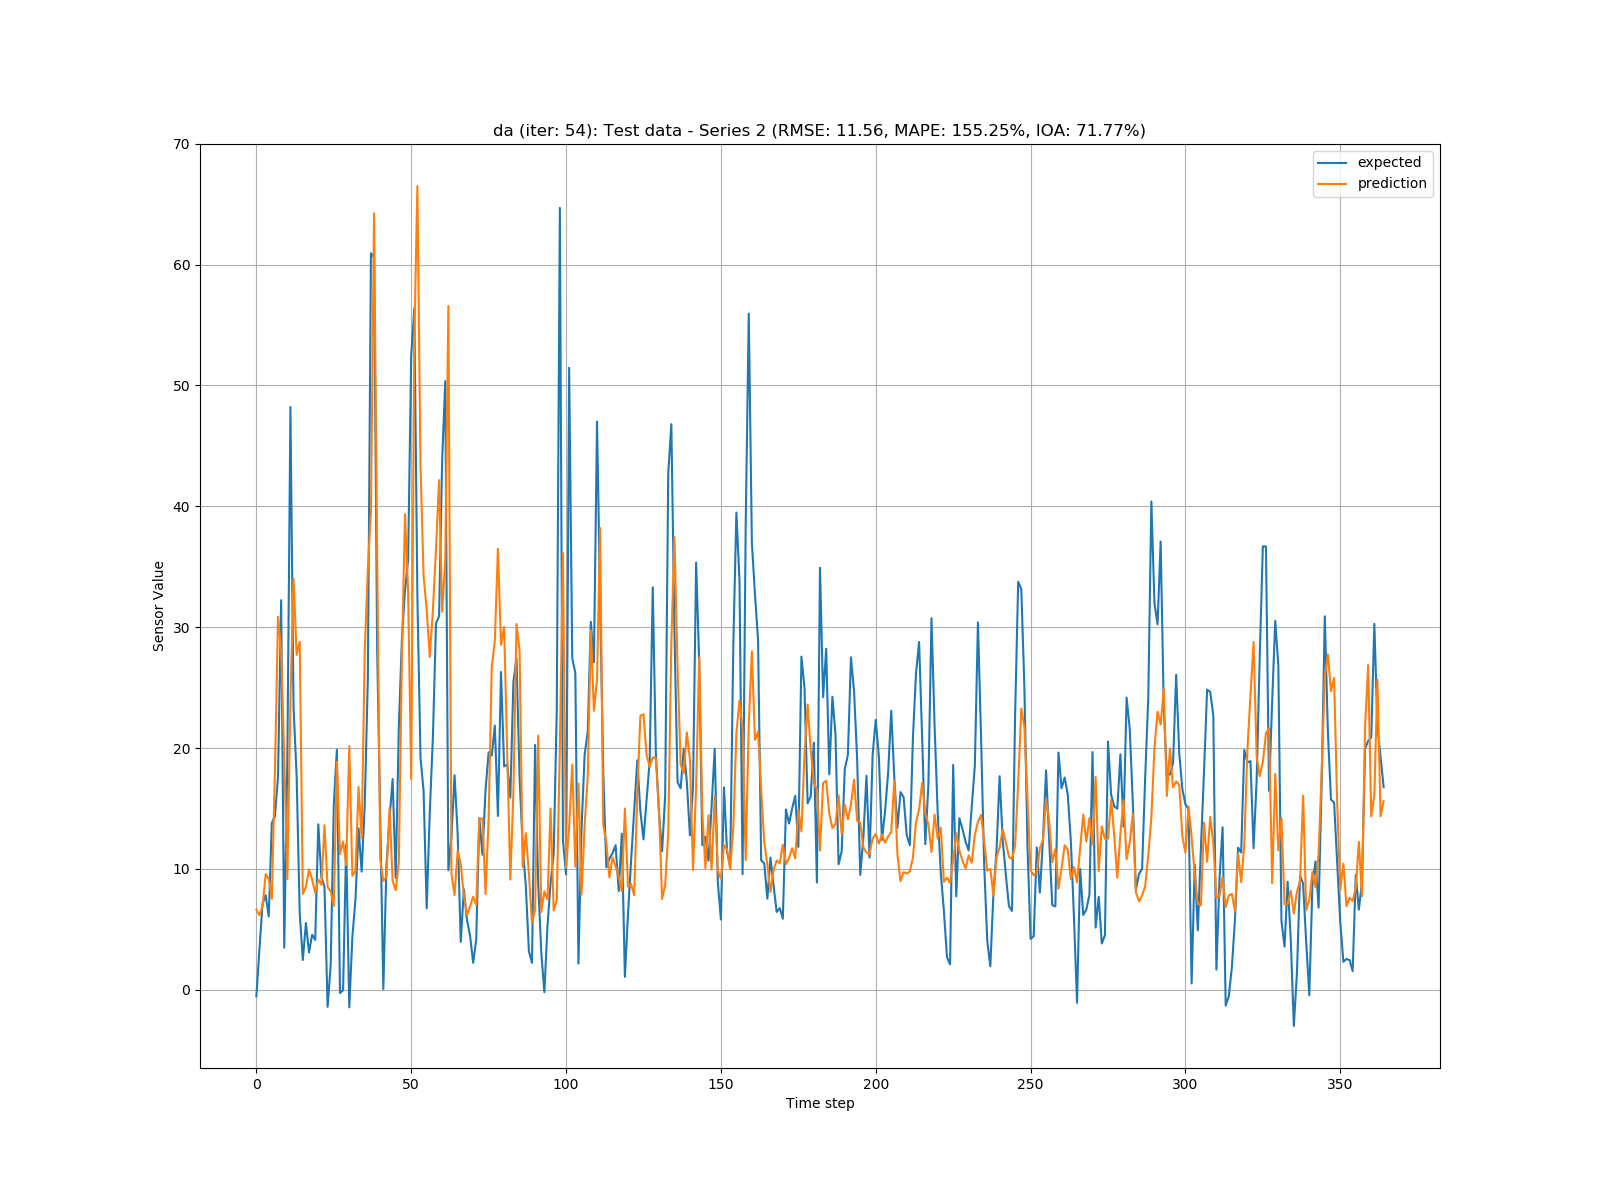 da (iter: 54): Test data - Series 2 (RMSE: 11.56, MAPE: 155.25%, IOA: 71.77%)
expected
prediction
70
60
50
40
30
20
10
0
Sensor Value
0 50 100 150 200 250 300 350
Time step